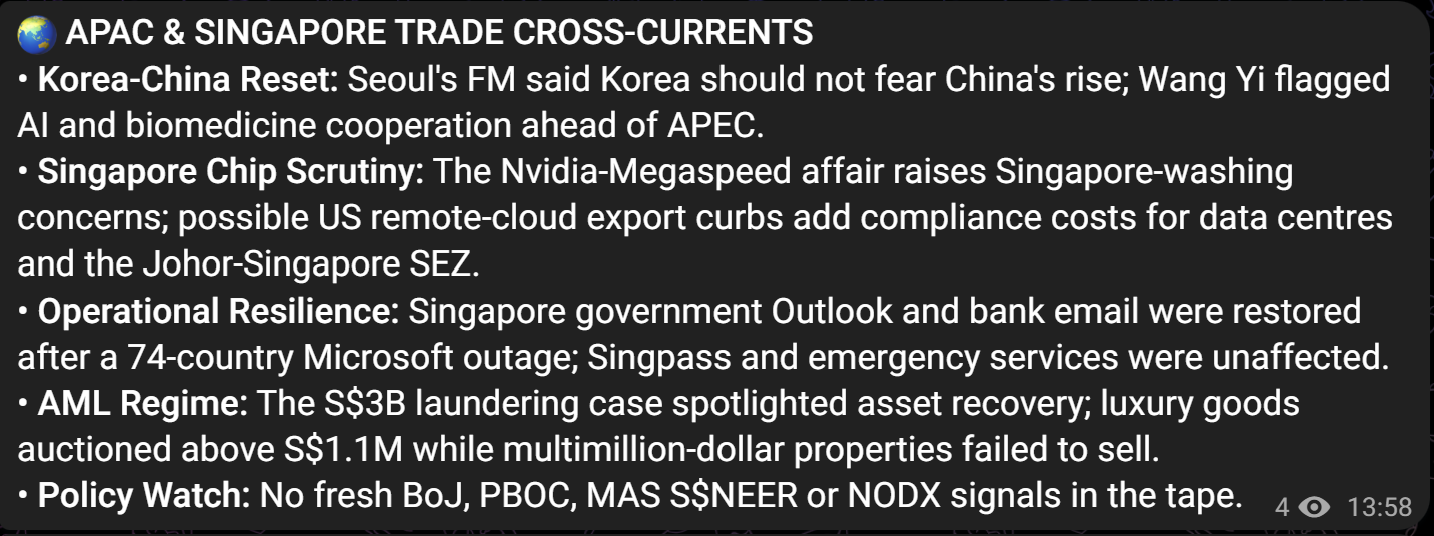 🌏 APAC & SINGAPORE TRADE CROSS-CURRENTS
• Korea-China Reset: Seoul's FM said Korea should not fear China's rise; Wang Yi flagged
AI and biomedicine cooperation ahead of APEC.
• Singapore Chip Scrutiny: The Nvidia-Megaspeed affair raises Singapore-washing
concerns; possible US remote-cloud export curbs add compliance costs for data centres
and the Johor-Singapore SEZ.
• Operational Resilience: Singapore government Outlook and bank email were restored
after a 74-country Microsoft outage; Singpass and emergency services were unaffected.
• AML Regime: The S$3B laundering case spotlighted asset recovery; luxury goods
auctioned above S$1.1M while multimillion-dollar properties failed to sell.
• Policy Watch: No fresh BoJ, PBOC, MAS S$NEER or NODX signals in the tape.
4 13:58